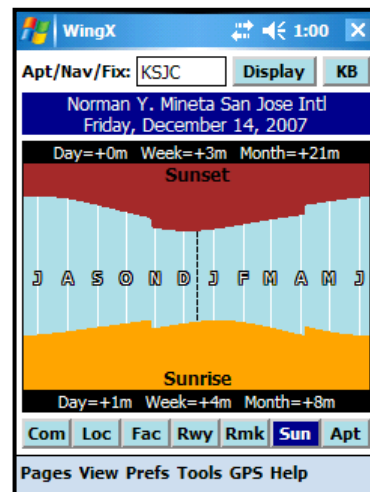 WingX 1:00
Apt/Nav/Fix: KSJC Display KB
Norman Y. Mineta San Jose Intl
Friday, December 14, 2007
Day=+0m Week=+3m Month=+21m
Sunset
J A S O N D J F M A M J
Sunrise
Day=+1m Week=+4m Month=+8m
Com Loc Fac Rwy Rmk Sun Apt
Pages View Prefs Tools GPS Help